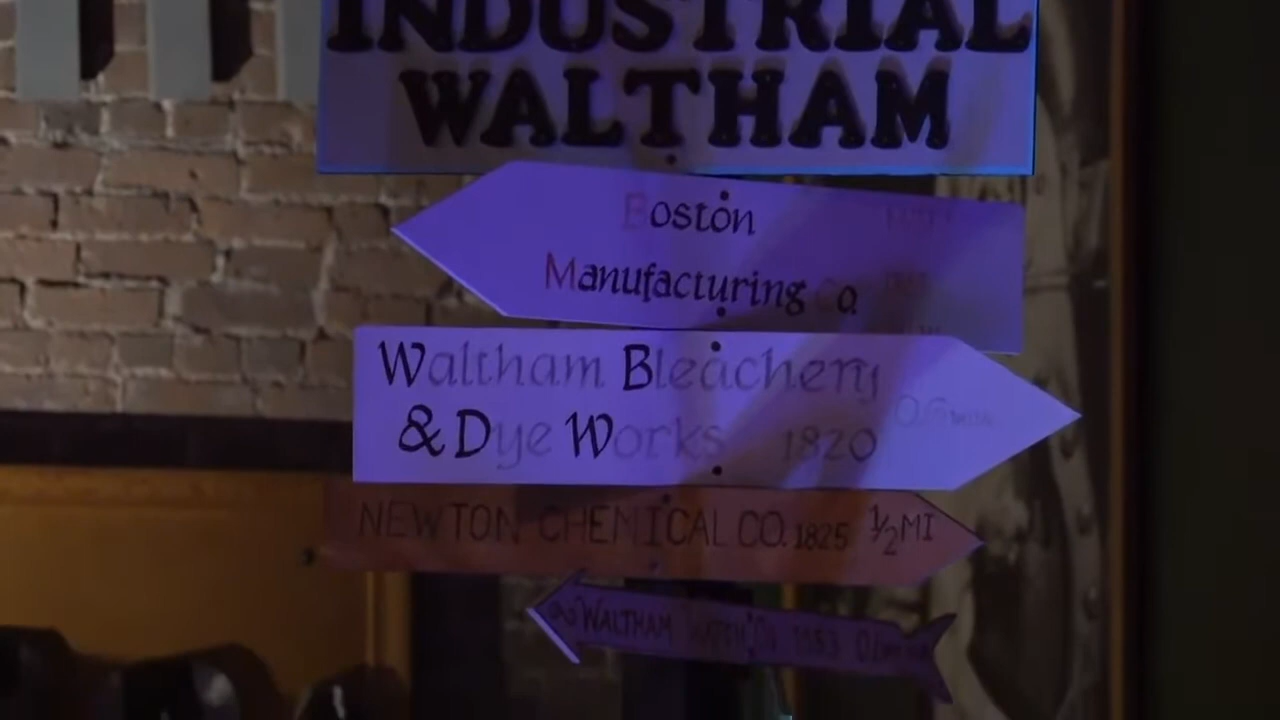 INDUSTRIAL
WALTHAM
Boston
Manufacturing Co.
Waltham Bleachery
& Dye Works 1820
NEWTON CHEMICAL CO. 1825 1/2 MI
WALTHAM